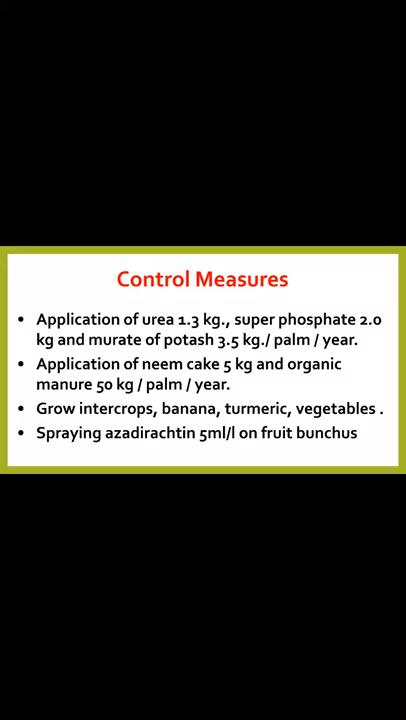 Control Measures
• Application of urea 1.3 kg., super phosphate 2.0
kg and murate of potash 3.5 kg./ palm / year.
• Application of neem cake 5 kg and organic
manure 50 kg / palm / year.
• Grow intercrops, banana, turmeric, vegetables .
• Spraying azadirachtin 5ml/l on fruit bunchus